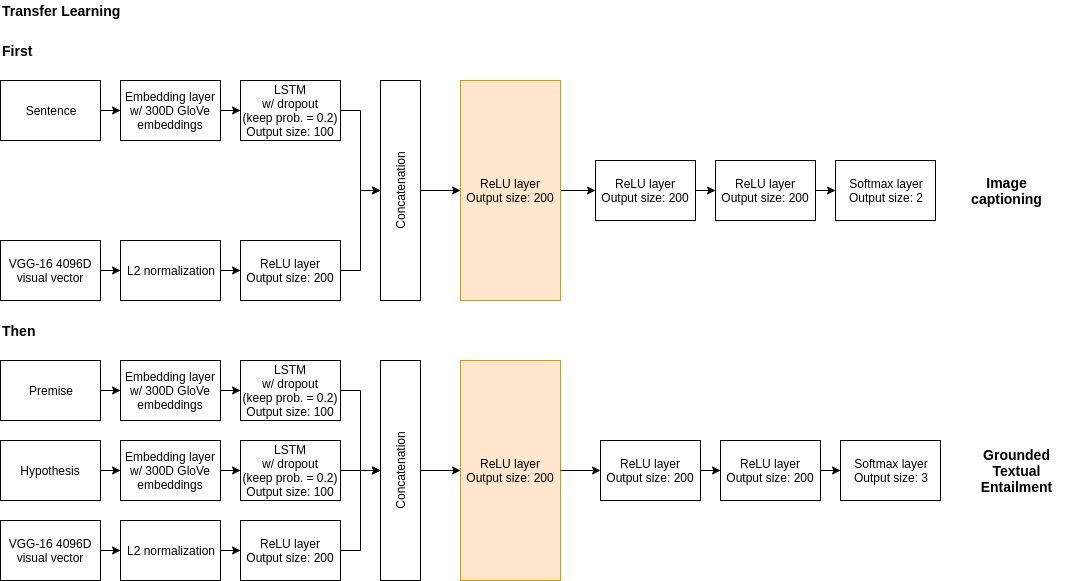 Transfer Learning
First
Sentence
Embedding layer
w/ 300D GloVe
embeddings
LSTM
w/ dropout
(keep prob. = 0.2)
Output size: 100
VGG-16 4096D
visual vector
L2 normalization
ReLU layer
Output size: 200
Concatenation
ReLU layer
Output size: 200
ReLU layer
Output size: 200
ReLU layer
Output size: 200
Softmax layer
Output size: 2
Image
captioning
Then
Premise
Embedding layer
w/ 300D GloVe
embeddings
LSTM
w/ dropout
(keep prob. = 0.2)
Output size: 100
Hypothesis
Embedding layer
w/ 300D GloVe
embeddings
LSTM
w/ dropout
(keep prob. = 0.2)
Output size: 100
VGG-16 4096D
visual vector
L2 normalization
ReLU layer
Output size: 200
Concatenation
ReLU layer
Output size: 200
ReLU layer
Output size: 200
ReLU layer
Output size: 200
Softmax layer
Output size: 3
Grounded
Textual
Entailment